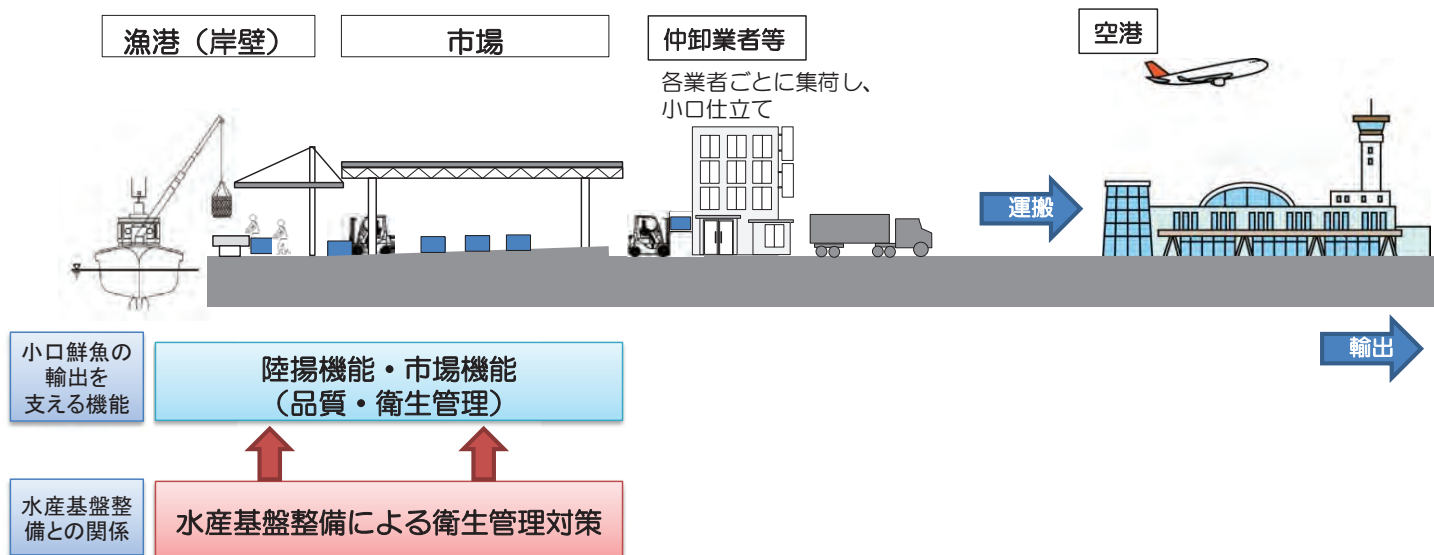 漁港（岸壁）
市場
仲卸業者等
空港
各業者ごとに集荷し、
小口仕立て
運搬
輸出
小口鮮魚の
輸出を
支える機能
陸揚機能・市場機能
（品質・衛生管理）
水産基盤整
備との関係
水産基盤整備による衛生管理対策